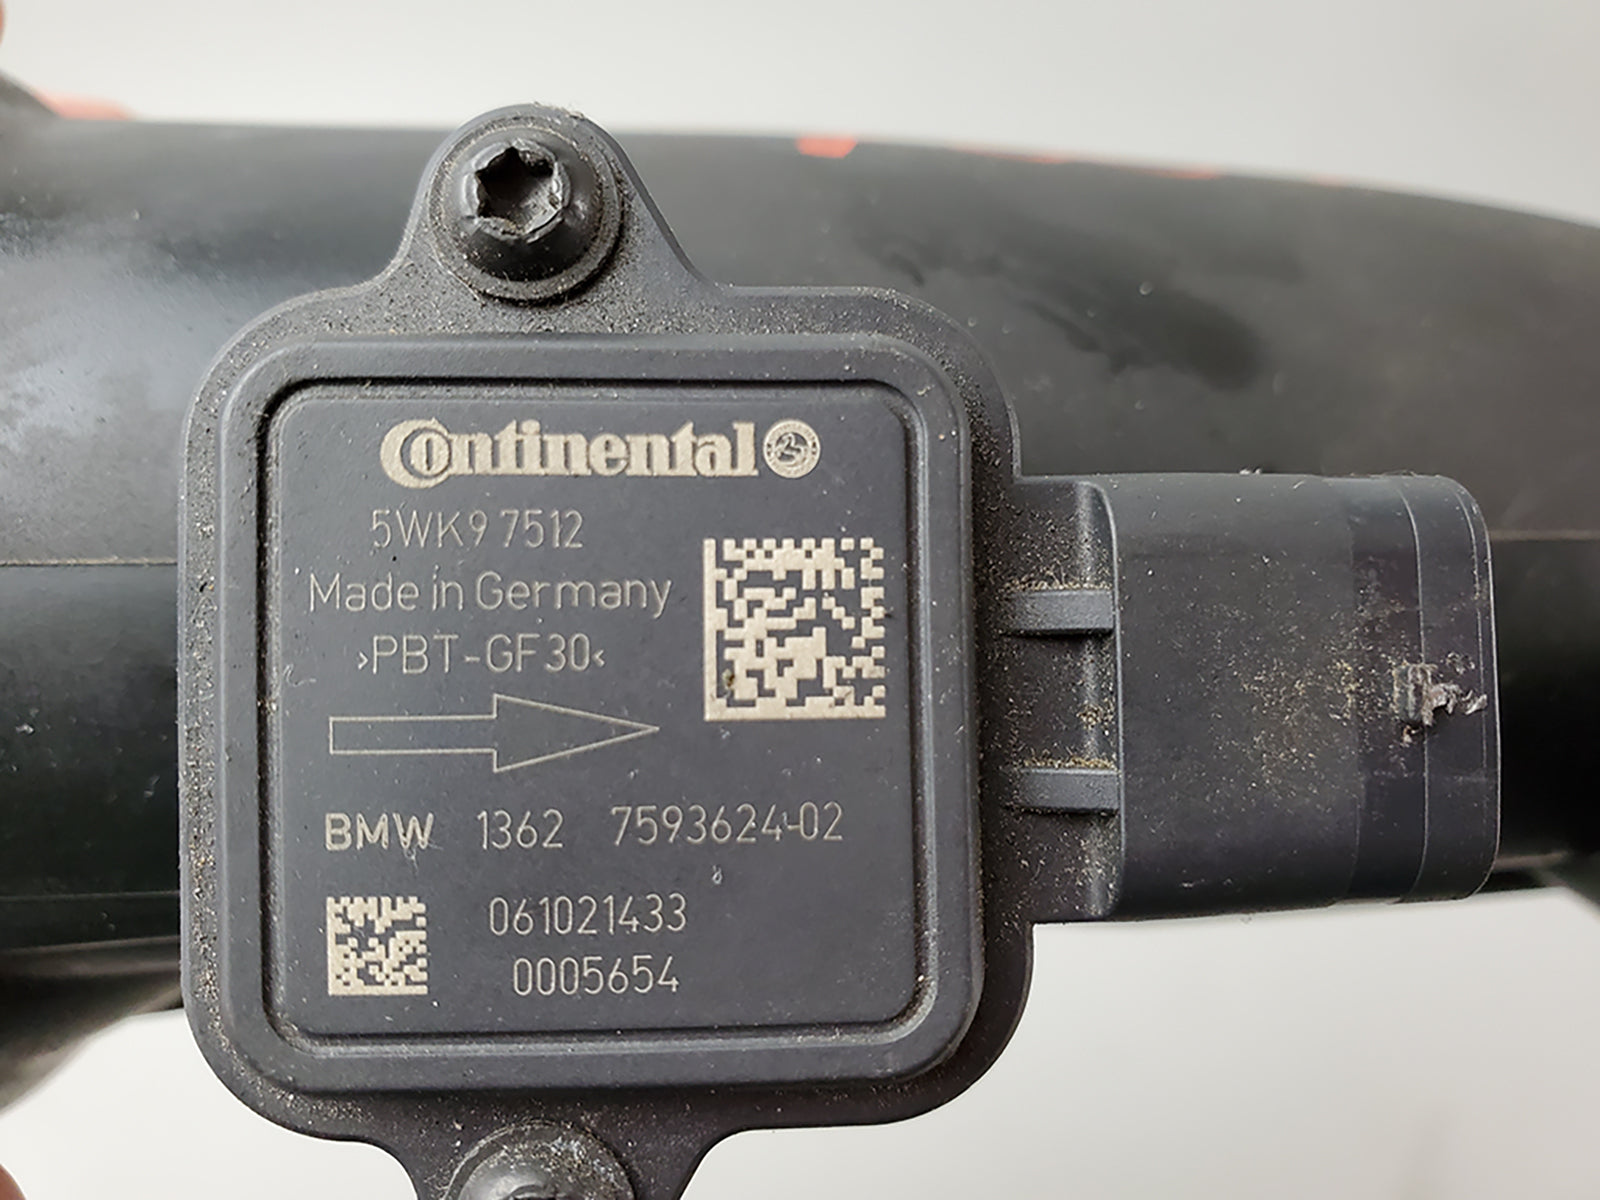 Continental
5WK9 7512
Made in Germany
>PBT-GF30<
BMW 1362 7593624-02
061021433
0005654